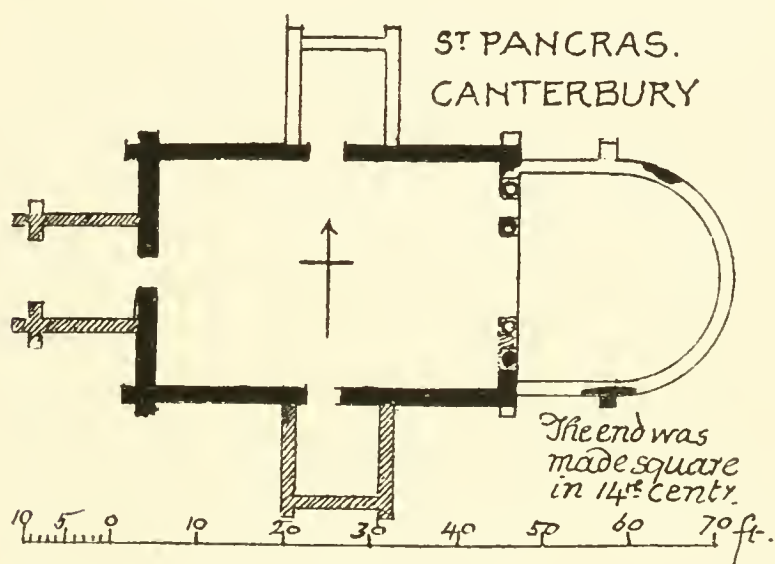 ST PANCRAS.
CANTERBURY
The end was
made square
in 14th centy.
10 5 0 10 20 30 40 50 60 70 ft.